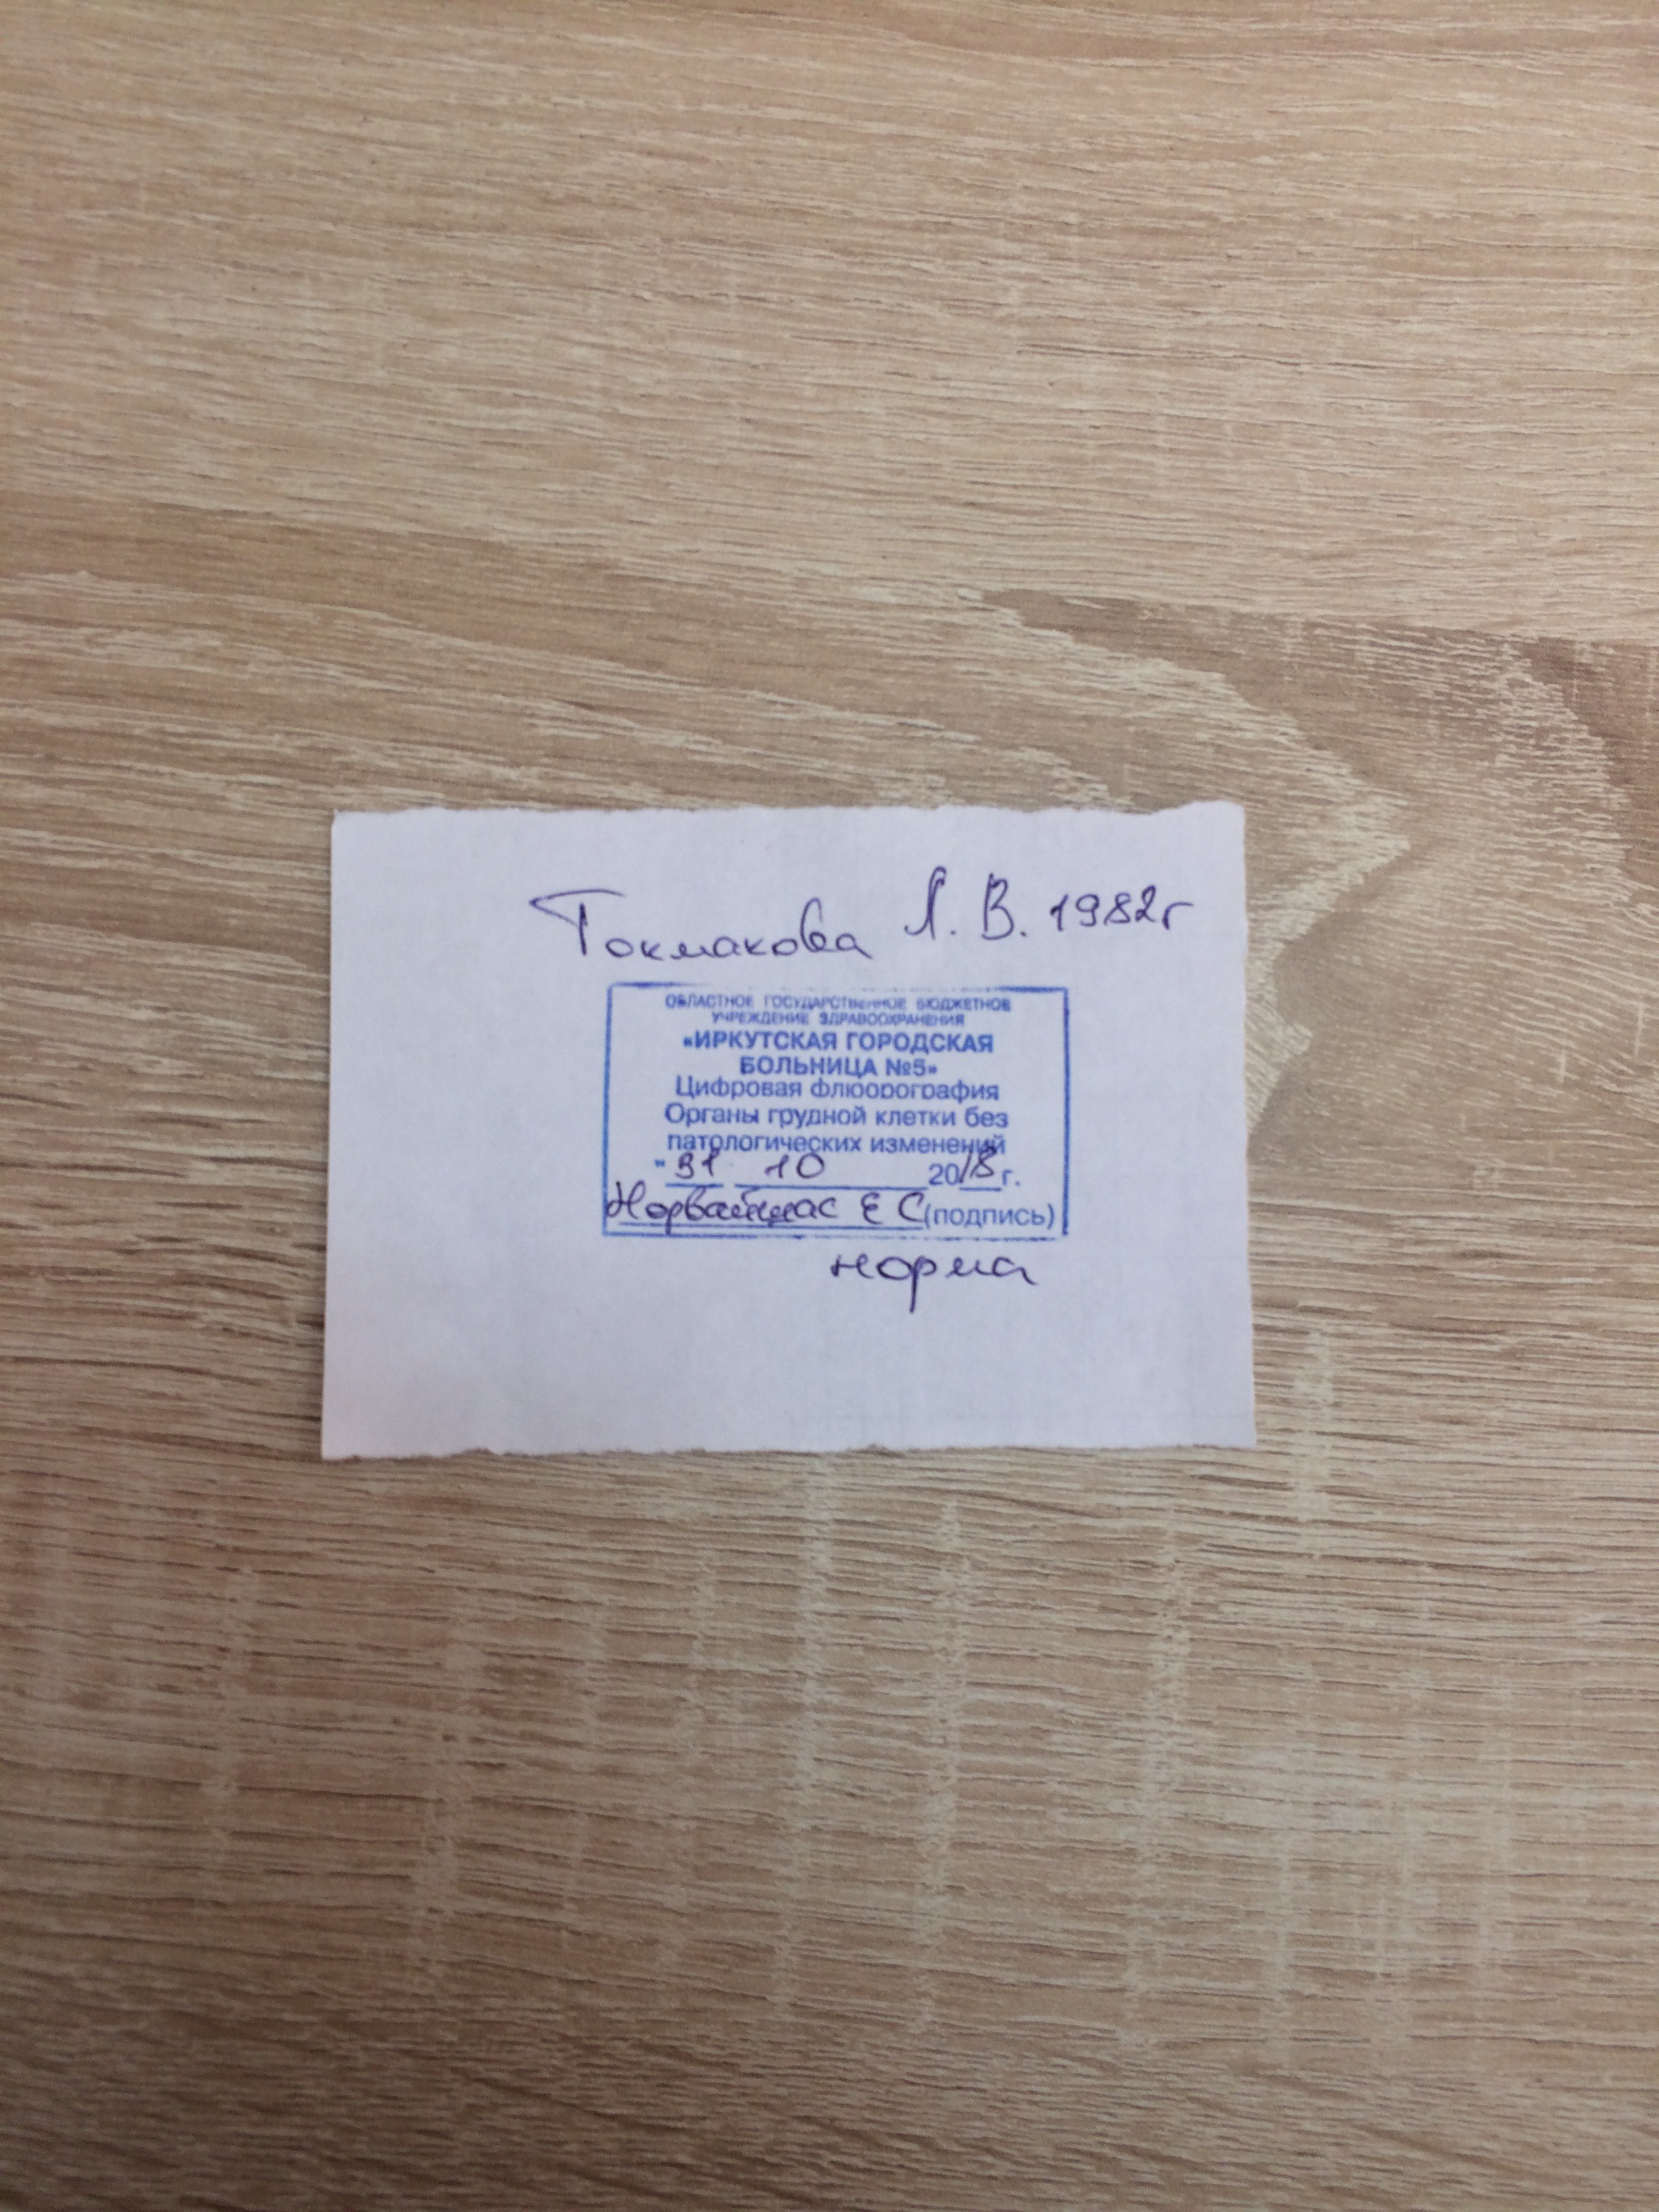 Токмакова Л. В. 1982г
ОБЛАСТНОЕ ГОСУДАРСТВЕННОЕ БЮДЖЕТНОЕ
УЧРЕЖДЕНИЕ ЗДРАВООХРАНЕНИЯ
«ИРКУТСКАЯ ГОРОДСКАЯ
БОЛЬНИЦА №5»
Цифровая флюорография
Органы грудной клетки без
патологических изменений
" 31 10 2018 г.
Норвайшас Е С (подпись)
норма